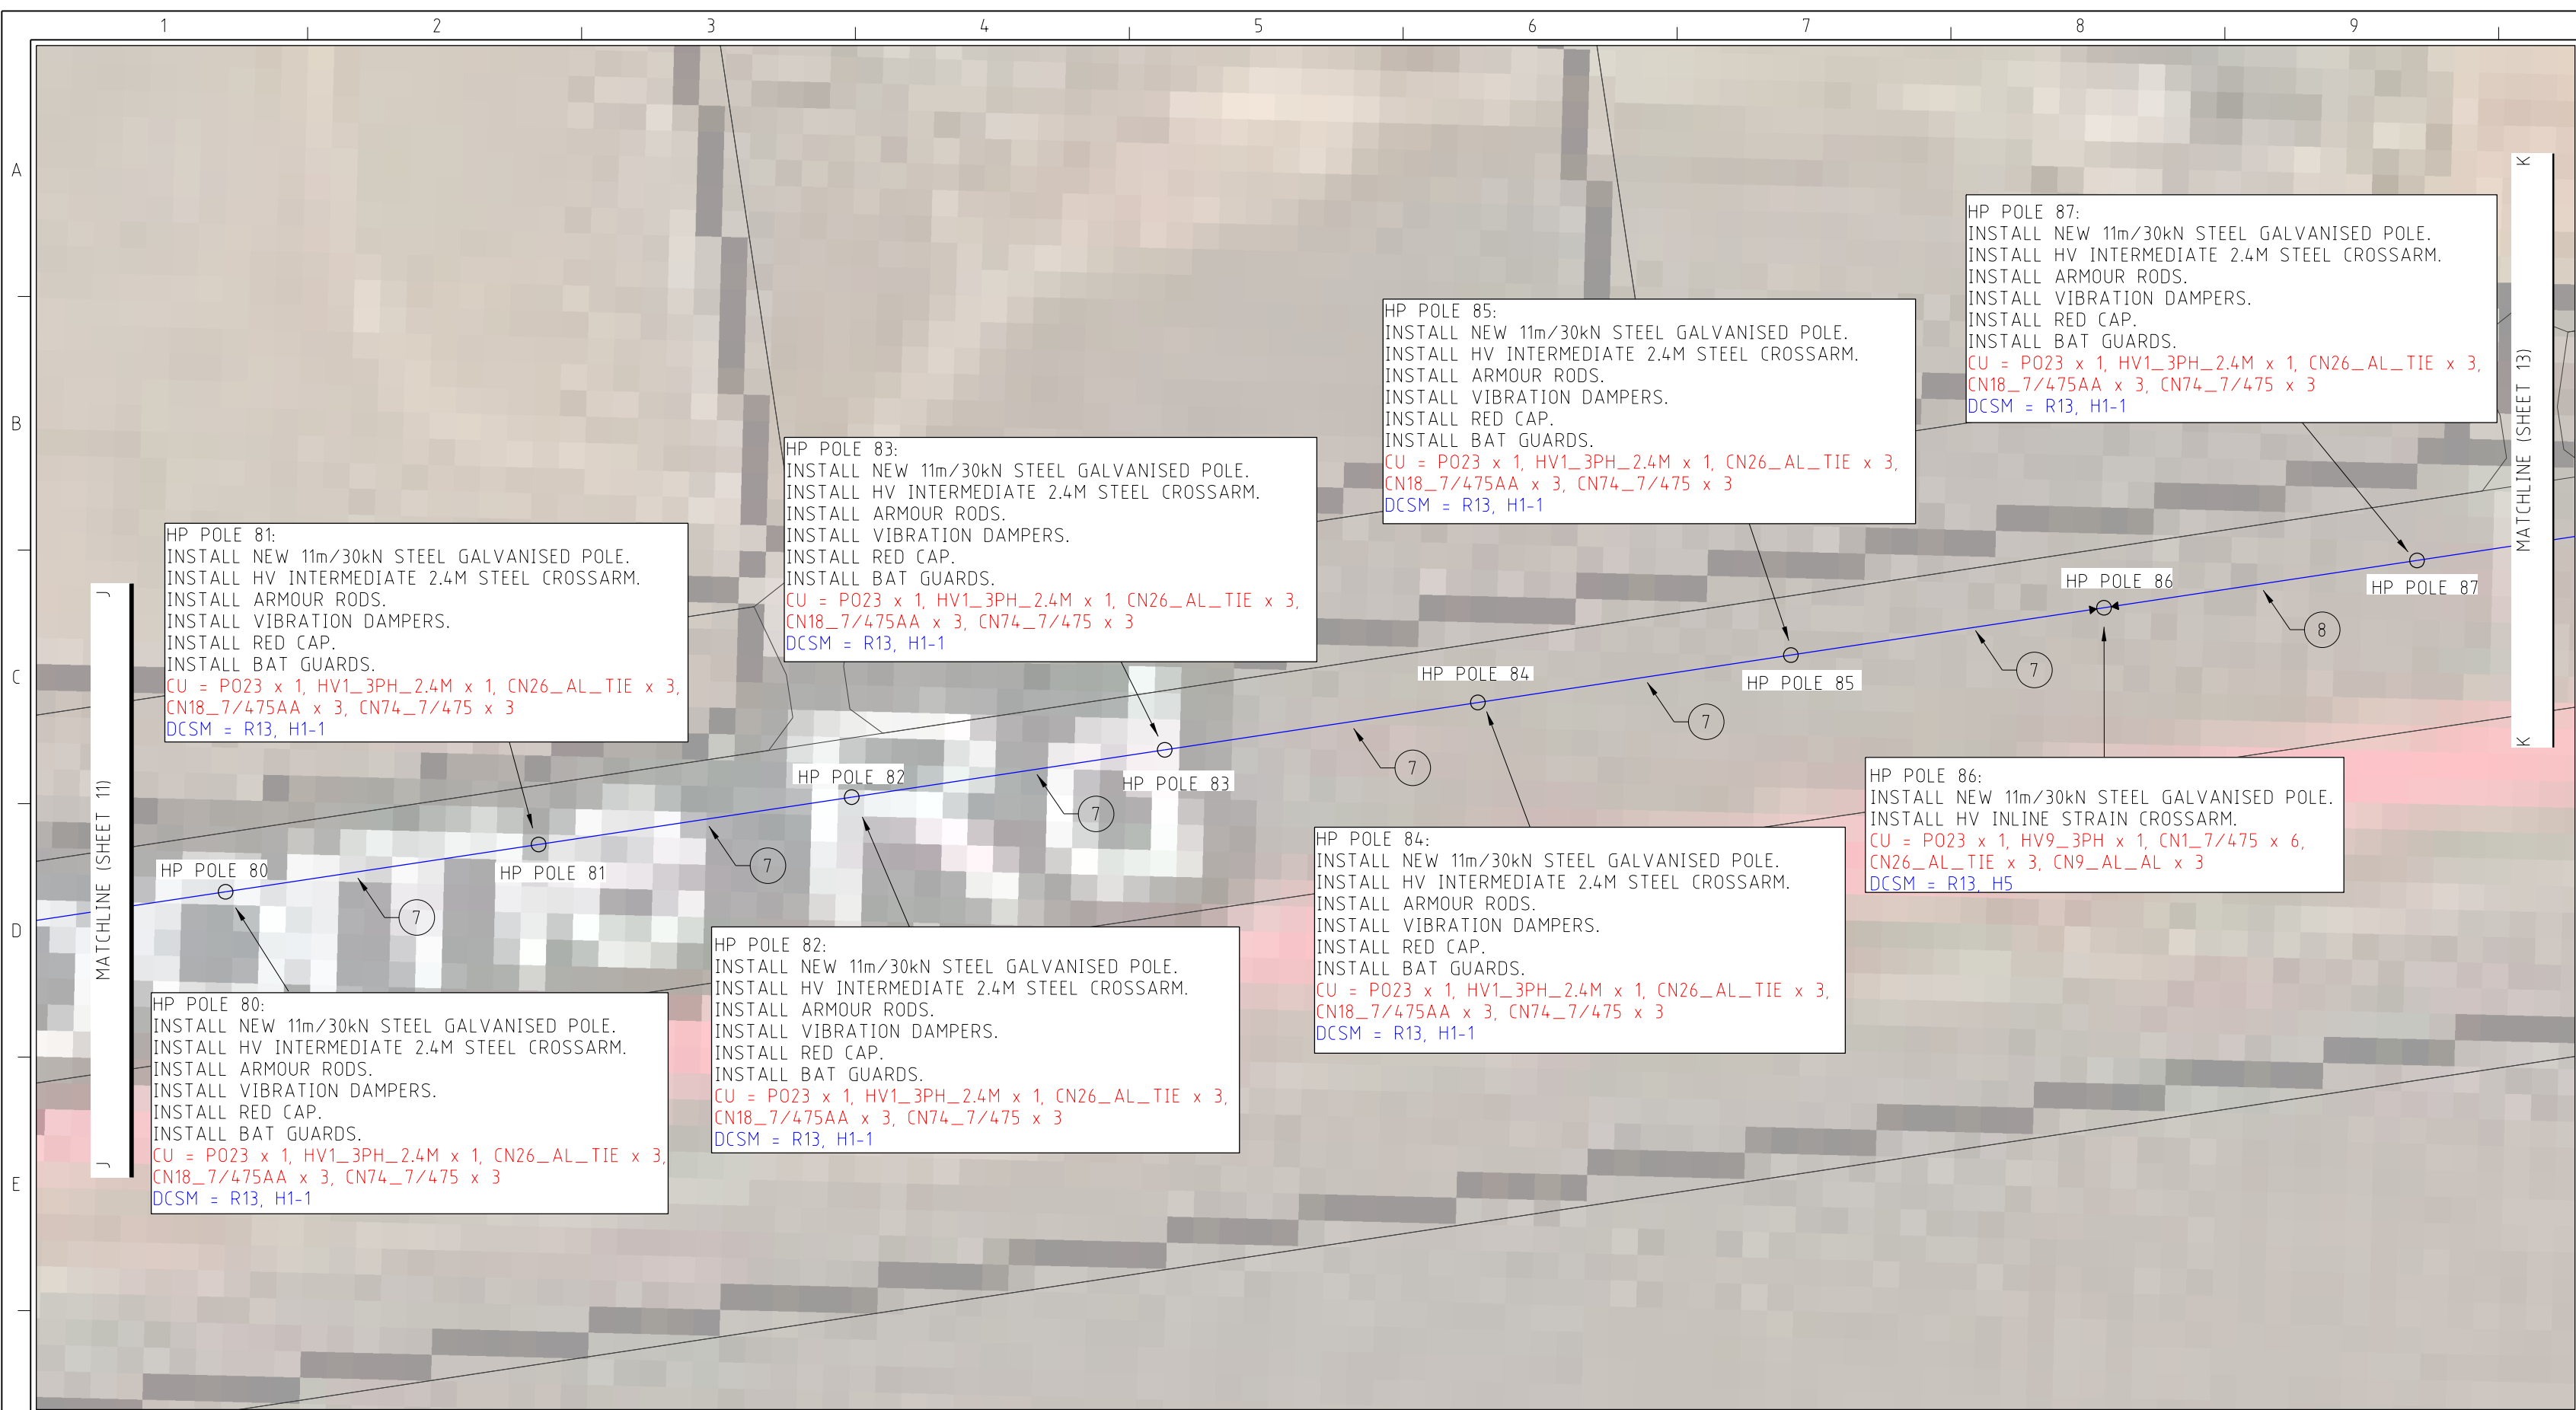 1 2 3 4 5 6 7 8 9
A
B
C
D
E
K
MATCHLINE (SHEET 13)
K
J
MATCHLINE (SHEET 11)
J
HP POLE 87:
INSTALL NEW 11m/30kN STEEL GALVANISED POLE.
INSTALL HV INTERMEDIATE 2.4M STEEL CROSSARM.
INSTALL ARMOUR RODS.
INSTALL VIBRATION DAMPERS.
INSTALL RED CAP.
INSTALL BAT GUARDS.
CU = PO23 x 1, HV1_3PH_2.4M x 1, CN26_AL_TIE x 3,
CN18_7/475AA x 3, CN74_7/475 x 3
DCSM = R13, H1-1
HP POLE 85:
INSTALL NEW 11m/30kN STEEL GALVANISED POLE.
INSTALL HV INTERMEDIATE 2.4M STEEL CROSSARM.
INSTALL ARMOUR RODS.
INSTALL VIBRATION DAMPERS.
INSTALL RED CAP.
INSTALL BAT GUARDS.
CU = PO23 x 1, HV1_3PH_2.4M x 1, CN26_AL_TIE x 3,
CN18_7/475AA x 3, CN74_7/475 x 3
DCSM = R13, H1-1
HP POLE 83:
INSTALL NEW 11m/30kN STEEL GALVANISED POLE.
INSTALL HV INTERMEDIATE 2.4M STEEL CROSSARM.
INSTALL ARMOUR RODS.
INSTALL VIBRATION DAMPERS.
INSTALL RED CAP.
INSTALL BAT GUARDS.
CU = PO23 x 1, HV1_3PH_2.4M x 1, CN26_AL_TIE x 3,
CN18_7/475AA x 3, CN74_7/475 x 3
DCSM = R13, H1-1
HP POLE 81:
INSTALL NEW 11m/30kN STEEL GALVANISED POLE.
INSTALL HV INTERMEDIATE 2.4M STEEL CROSSARM.
INSTALL ARMOUR RODS.
INSTALL VIBRATION DAMPERS.
INSTALL RED CAP.
INSTALL BAT GUARDS.
CU = PO23 x 1, HV1_3PH_2.4M x 1, CN26_AL_TIE x 3,
CN18_7/475AA x 3, CN74_7/475 x 3
DCSM = R13, H1-1
HP POLE 80
7
HP POLE 81
7
HP POLE 82
7
HP POLE 83
7
HP POLE 84
7
HP POLE 85
7
HP POLE 86
8
HP POLE 87
HP POLE 86:
INSTALL NEW 11m/30kN STEEL GALVANISED POLE.
INSTALL HV INLINE STRAIN CROSSARM.
CU = PO23 x 1, HV9_3PH x 1, CN1_7/475 x 6,
CN26_AL_TIE x 3, CN9_AL_AL x 3
DCSM = R13, H5
HP POLE 84:
INSTALL NEW 11m/30kN STEEL GALVANISED POLE.
INSTALL HV INTERMEDIATE 2.4M STEEL CROSSARM.
INSTALL ARMOUR RODS.
INSTALL VIBRATION DAMPERS.
INSTALL RED CAP.
INSTALL BAT GUARDS.
CU = PO23 x 1, HV1_3PH_2.4M x 1, CN26_AL_TIE x 3,
CN18_7/475AA x 3, CN74_7/475 x 3
DCSM = R13, H1-1
HP POLE 82:
INSTALL NEW 11m/30kN STEEL GALVANISED POLE.
INSTALL HV INTERMEDIATE 2.4M STEEL CROSSARM.
INSTALL ARMOUR RODS.
INSTALL VIBRATION DAMPERS.
INSTALL RED CAP.
INSTALL BAT GUARDS.
CU = PO23 x 1, HV1_3PH_2.4M x 1, CN26_AL_TIE x 3,
CN18_7/475AA x 3, CN74_7/475 x 3
DCSM = R13, H1-1
HP POLE 80:
INSTALL NEW 11m/30kN STEEL GALVANISED POLE.
INSTALL HV INTERMEDIATE 2.4M STEEL CROSSARM.
INSTALL ARMOUR RODS.
INSTALL VIBRATION DAMPERS.
INSTALL RED CAP.
INSTALL BAT GUARDS.
CU = PO23 x 1, HV1_3PH_2.4M x 1, CN26_AL_TIE x 3,
CN18_7/475AA x 3, CN74_7/475 x 3
DCSM = R13, H1-1